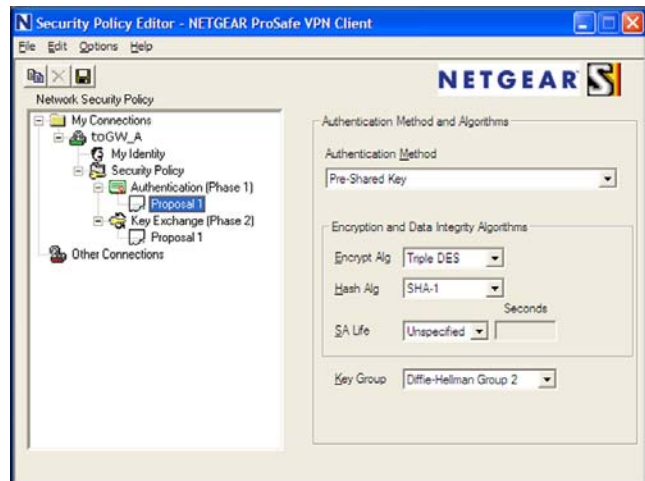 N Security Policy Editor - NETGEAR ProSafe VPN Client
File Edit Options Help
NETGEAR
Network Security Policy
My Connections
toGW_A
My Identity
Security Policy
Authentication (Phase 1)
Proposal 1
Key Exchange (Phase 2)
Proposal 1
Other Connections
Authentication Method and Algorithms
Authentication Method
Pre-Shared Key
Encryption and Data Integrity Algorithms
Encrypt Alg Triple DES
Hash Alg SHA-1
Seconds
SA Life Unspecified
Key Group Diffie-Hellman Group 2